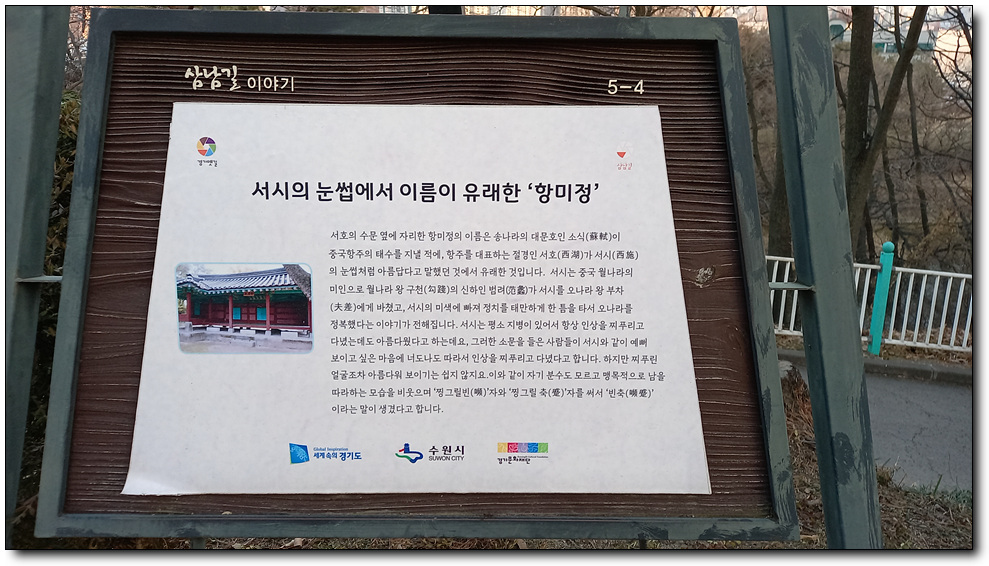 삼남길 이야기
5-4
경기옛길
삼남길
서시의 눈썹에서 이름이 유래한 ‘항미정’
서호의 수문 옆에 자리한 항미정의 이름은 송나라의 대문호인 소식(蘇軾)이
중국항주의 태수를 지낼 적에, 항주를 대표하는 절경인 서호(西湖)가 서시(西施)
의 눈썹처럼 아름답다고 말했던 것에서 유래한 것입니다. 서시는 중국 월나라의
미인으로 월나라 왕 구천(勾踐)의 신하인 범려(范蠡)가 서시를 오나라 왕 부차
(夫差)에게 바쳤고, 서시의 미색에 빠져 정치를 태만하게 한 틈을 타서 오나라를
정복했다는 이야기가 전해집니다. 서시는 평소 지병이 있어서 항상 인상을 찌푸리고
다녔는데도 아름다웠다고 하는데요, 그러한 소문을 들은 사람들이 서시와 같이 예뻐
보이고 싶은 마음에 너도나도 따라서 인상을 찌푸리고 다녔다고 합니다. 하지만 찌푸린
얼굴조차 아름다워 보이기는 쉽지 않지요.이와 같이 자기 분수도 모르고 맹목적으로 남을
따라하는 모습을 비웃으며 ‘찡그릴빈(嚬)’자와 ‘찡그릴 축(蹙)’자를 써서 ‘빈축(嚬蹙)’
이라는 말이 생겼다고 합니다.
Global Inspiration
세계 속의 경기도
수원시
SUWON CITY
경기문화재단